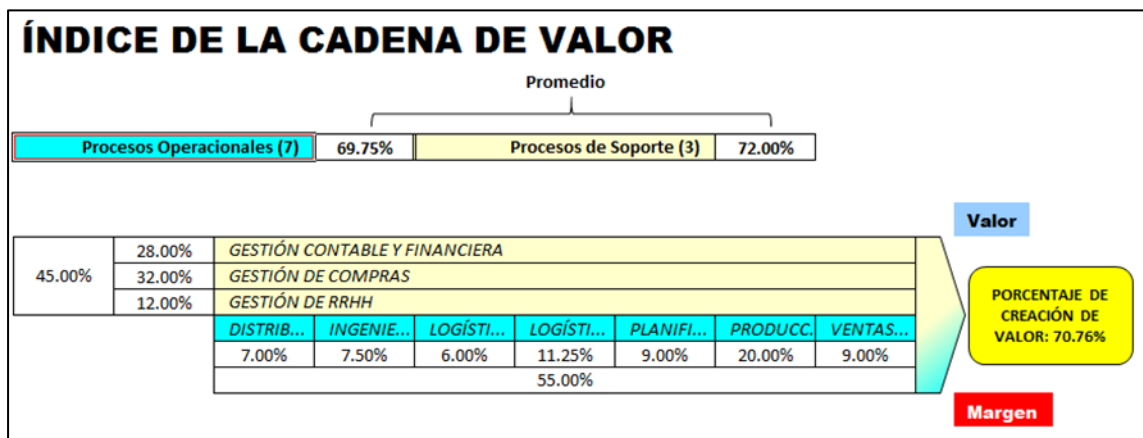 ÍNDICE DE LA CADENA DE VALOR
Promedio
Procesos Operacionales (7) 69.75% Procesos de Soporte (3) 72.00%
Valor
45.00%
28.00% GESTIÓN CONTABLE Y FINANCIERA
32.00% GESTIÓN DE COMPRAS
12.00% GESTIÓN DE RRHH
DISTRIB... INGENIE... LOGÍSTI... LOGÍSTI... PLANIFI... PRODUCC. VENTAS...
7.00% 7.50% 6.00% 11.25% 9.00% 20.00% 9.00%
55.00%
PORCENTAJE DE
CREACIÓN DE
VALOR: 70.76%
Margen